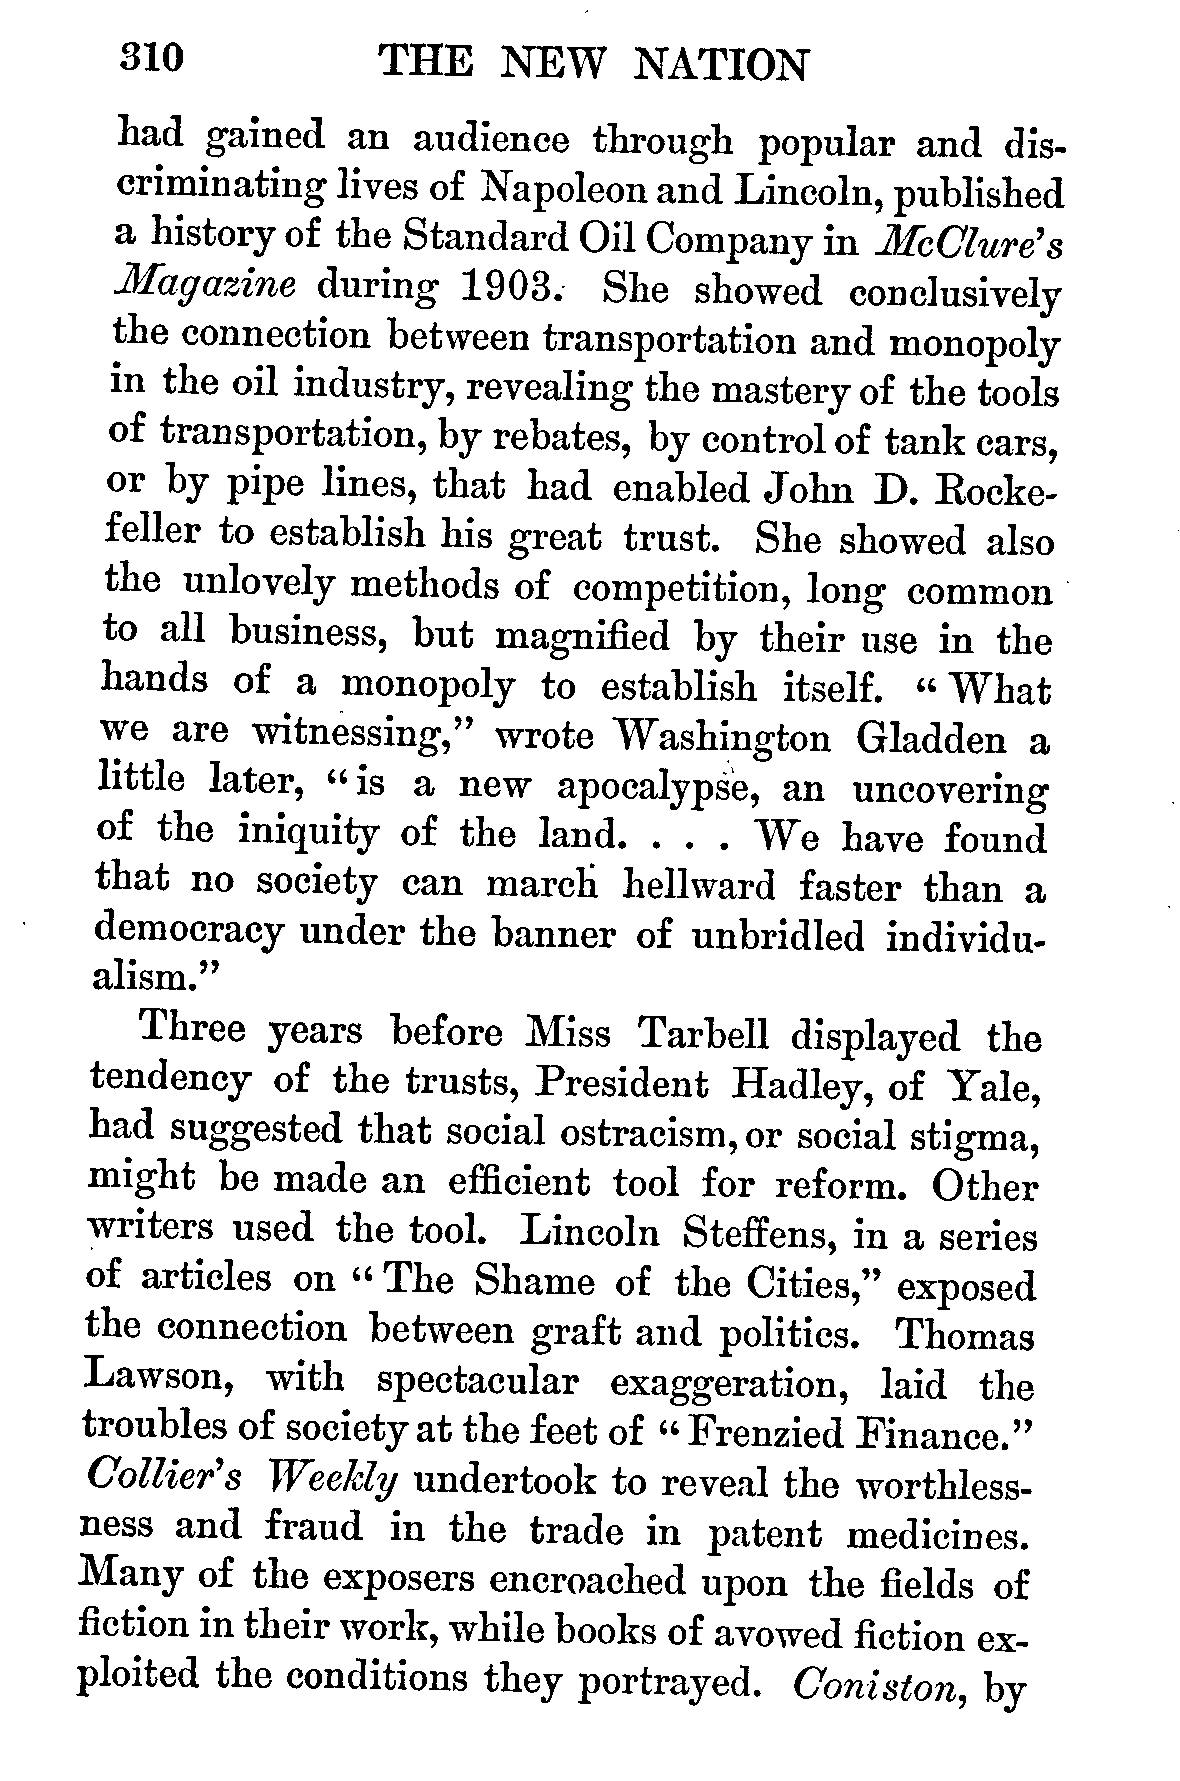 310 THE NEW NATION
had gained an audience through popular and dis-
criminating lives of Napoleon and Lincoln, published
a history of the Standard Oil Company in McClure's
Magazine during 1903. She showed conclusively
the connection between transportation and monopoly
in the oil industry, revealing the mastery of the tools
of transportation, by rebates, by control of tank cars,
or by pipe lines, that had enabled John D. Rocke-
feller to establish his great trust. She showed also
the unlovely methods of competition, long common
to all business, but magnified by their use in the
hands of a monopoly to establish itself. "What
we are witnessing," wrote Washington Gladden a
little later, "is a new apocalypse, an uncovering
of the iniquity of the land. . . . We have found
that no society can march hellward faster than a
democracy under the banner of unbridled individu-
alism."
Three years before Miss Tarbell displayed the
tendency of the trusts, President Hadley, of Yale,
had suggested that social ostracism, or social stigma,
might be made an efficient tool for reform. Other
writers used the tool. Lincoln Steffens, in a series
of articles on "The Shame of the Cities," exposed
the connection between graft and politics. Thomas
Lawson, with spectacular exaggeration, laid the
troubles of society at the feet of "Frenzied Finance."
Collier's Weekly undertook to reveal the worthless-
ness and fraud in the trade in patent medicines.
Many of the exposers encroached upon the fields of
fiction in their work, while books of avowed fiction ex-
ploited the conditions they portrayed. Coniston, by